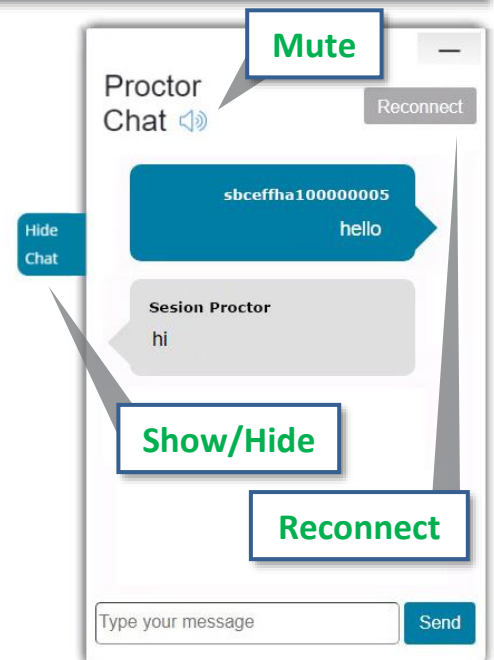 Mute
Proctor
Chat
Reconnect
sbceffha100000005
hello
Hide
Chat
Sesion Proctor
hi
Show/Hide
Reconnect
Type your message
Send